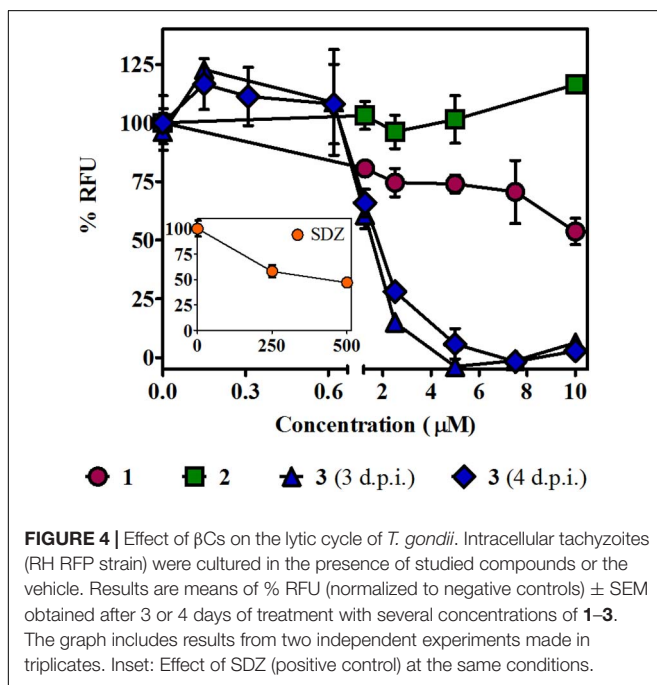 125
100
75
50
25
0
% RFU
100
75
50
25
0
SDZ
0 250 500
0.0 0.3 0.6 2 4 6 8 10
Concentration (μM)
1 2 3 (3 d.p.i.) 3 (4 d.p.i.)
FIGURE 4 | Effect of βCs on the lytic cycle of T. gondii. Intracellular tachyzoites
(RH RFP strain) were cultured in the presence of studied compounds or the
vehicle. Results are means of % RFU (normalized to negative controls) ± SEM
obtained after 3 or 4 days of treatment with several concentrations of 1–3.
The graph includes results from two independent experiments made in
triplicates. Inset: Effect of SDZ (positive control) at the same conditions.